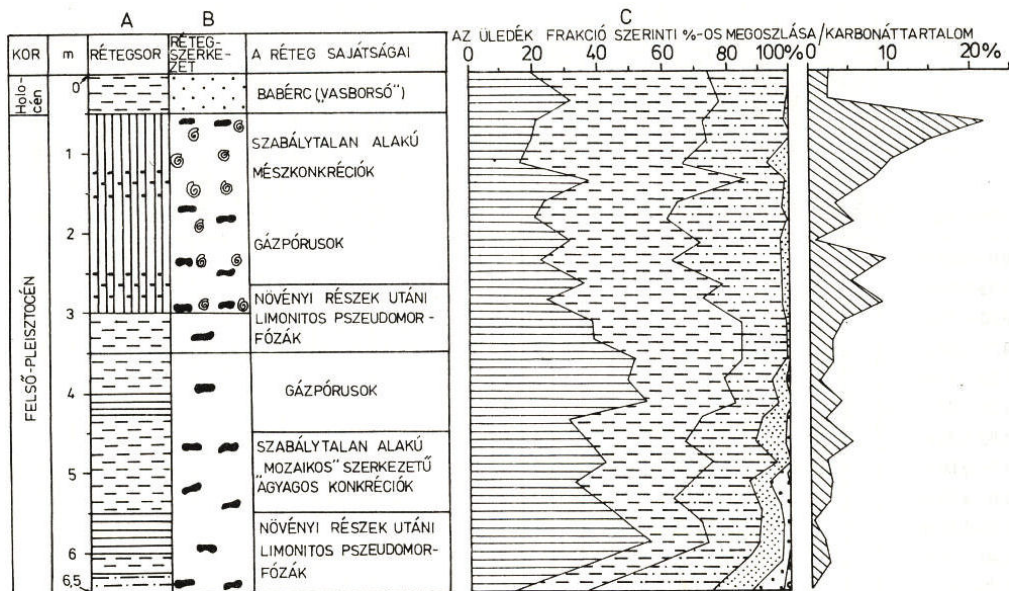 A B C
AZ ÜLEDÉK FRAKCIÓ SZERINTI %-OS MEGOSZLÁSA/KARBONÁTTARTALOM
KOR m RÉTEGSOR RÉTEG-
SZERKE-
ZET A RÉTEG SAJÁTSÁGAI
0 20 40 60 80 100% 0 10 20%
Holo-
cén
0
BABÉRC („VASBORSÓ”)
SZABÁLYTALAN ALAKÚ
1
MÉSZKONKRÉCIÓK
2
GÁZPÓRUSOK
NÖVÉNYI RÉSZEK UTÁNI
LIMONITOS PSZEUDOMOR-
FÓZÁK
3
FELSŐ-PLEISZTOCÉN
4
GÁZPÓRUSOK
SZABÁLYTALAN ALAKÚ
„MOZAIKOS” SZERKEZETŰ
AGYAGOS KONKRÉCIÓK
5
NÖVÉNYI RÉSZEK UTÁNI
LIMONITOS PSZEUDOMOR-
FÓZÁK
6
6,5